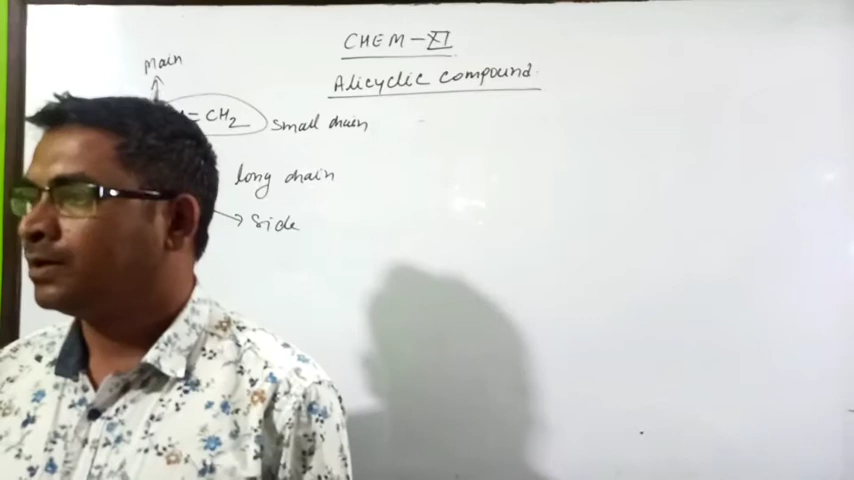 CHEM - XI
Alicyclic compound.
Main
= CH2 small chain
long chain
side